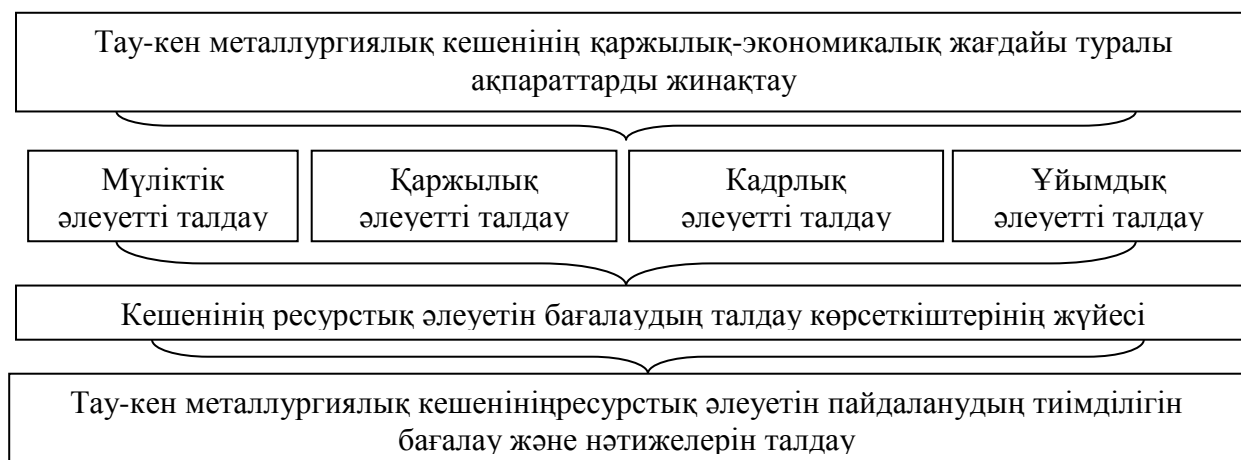 Тау-кен металлургиялық кешенінің қаржылық-экономикалық жағдайы туралы
ақпараттарды жинақтау
Мүліктік
әлеуетті талдау
Қаржылық
әлеуетті талдау
Кадрлық
әлеуетті талдау
Ұйымдық
әлеуетті талдау
Кешенінің ресурстық әлеуетін бағалаудың талдау көрсеткіштерінің жүйесі
Тау-кен металлургиялық кешенініңресурстық әлеуетін пайдаланудың тиімділігін
бағалау және нәтижелерін талдау